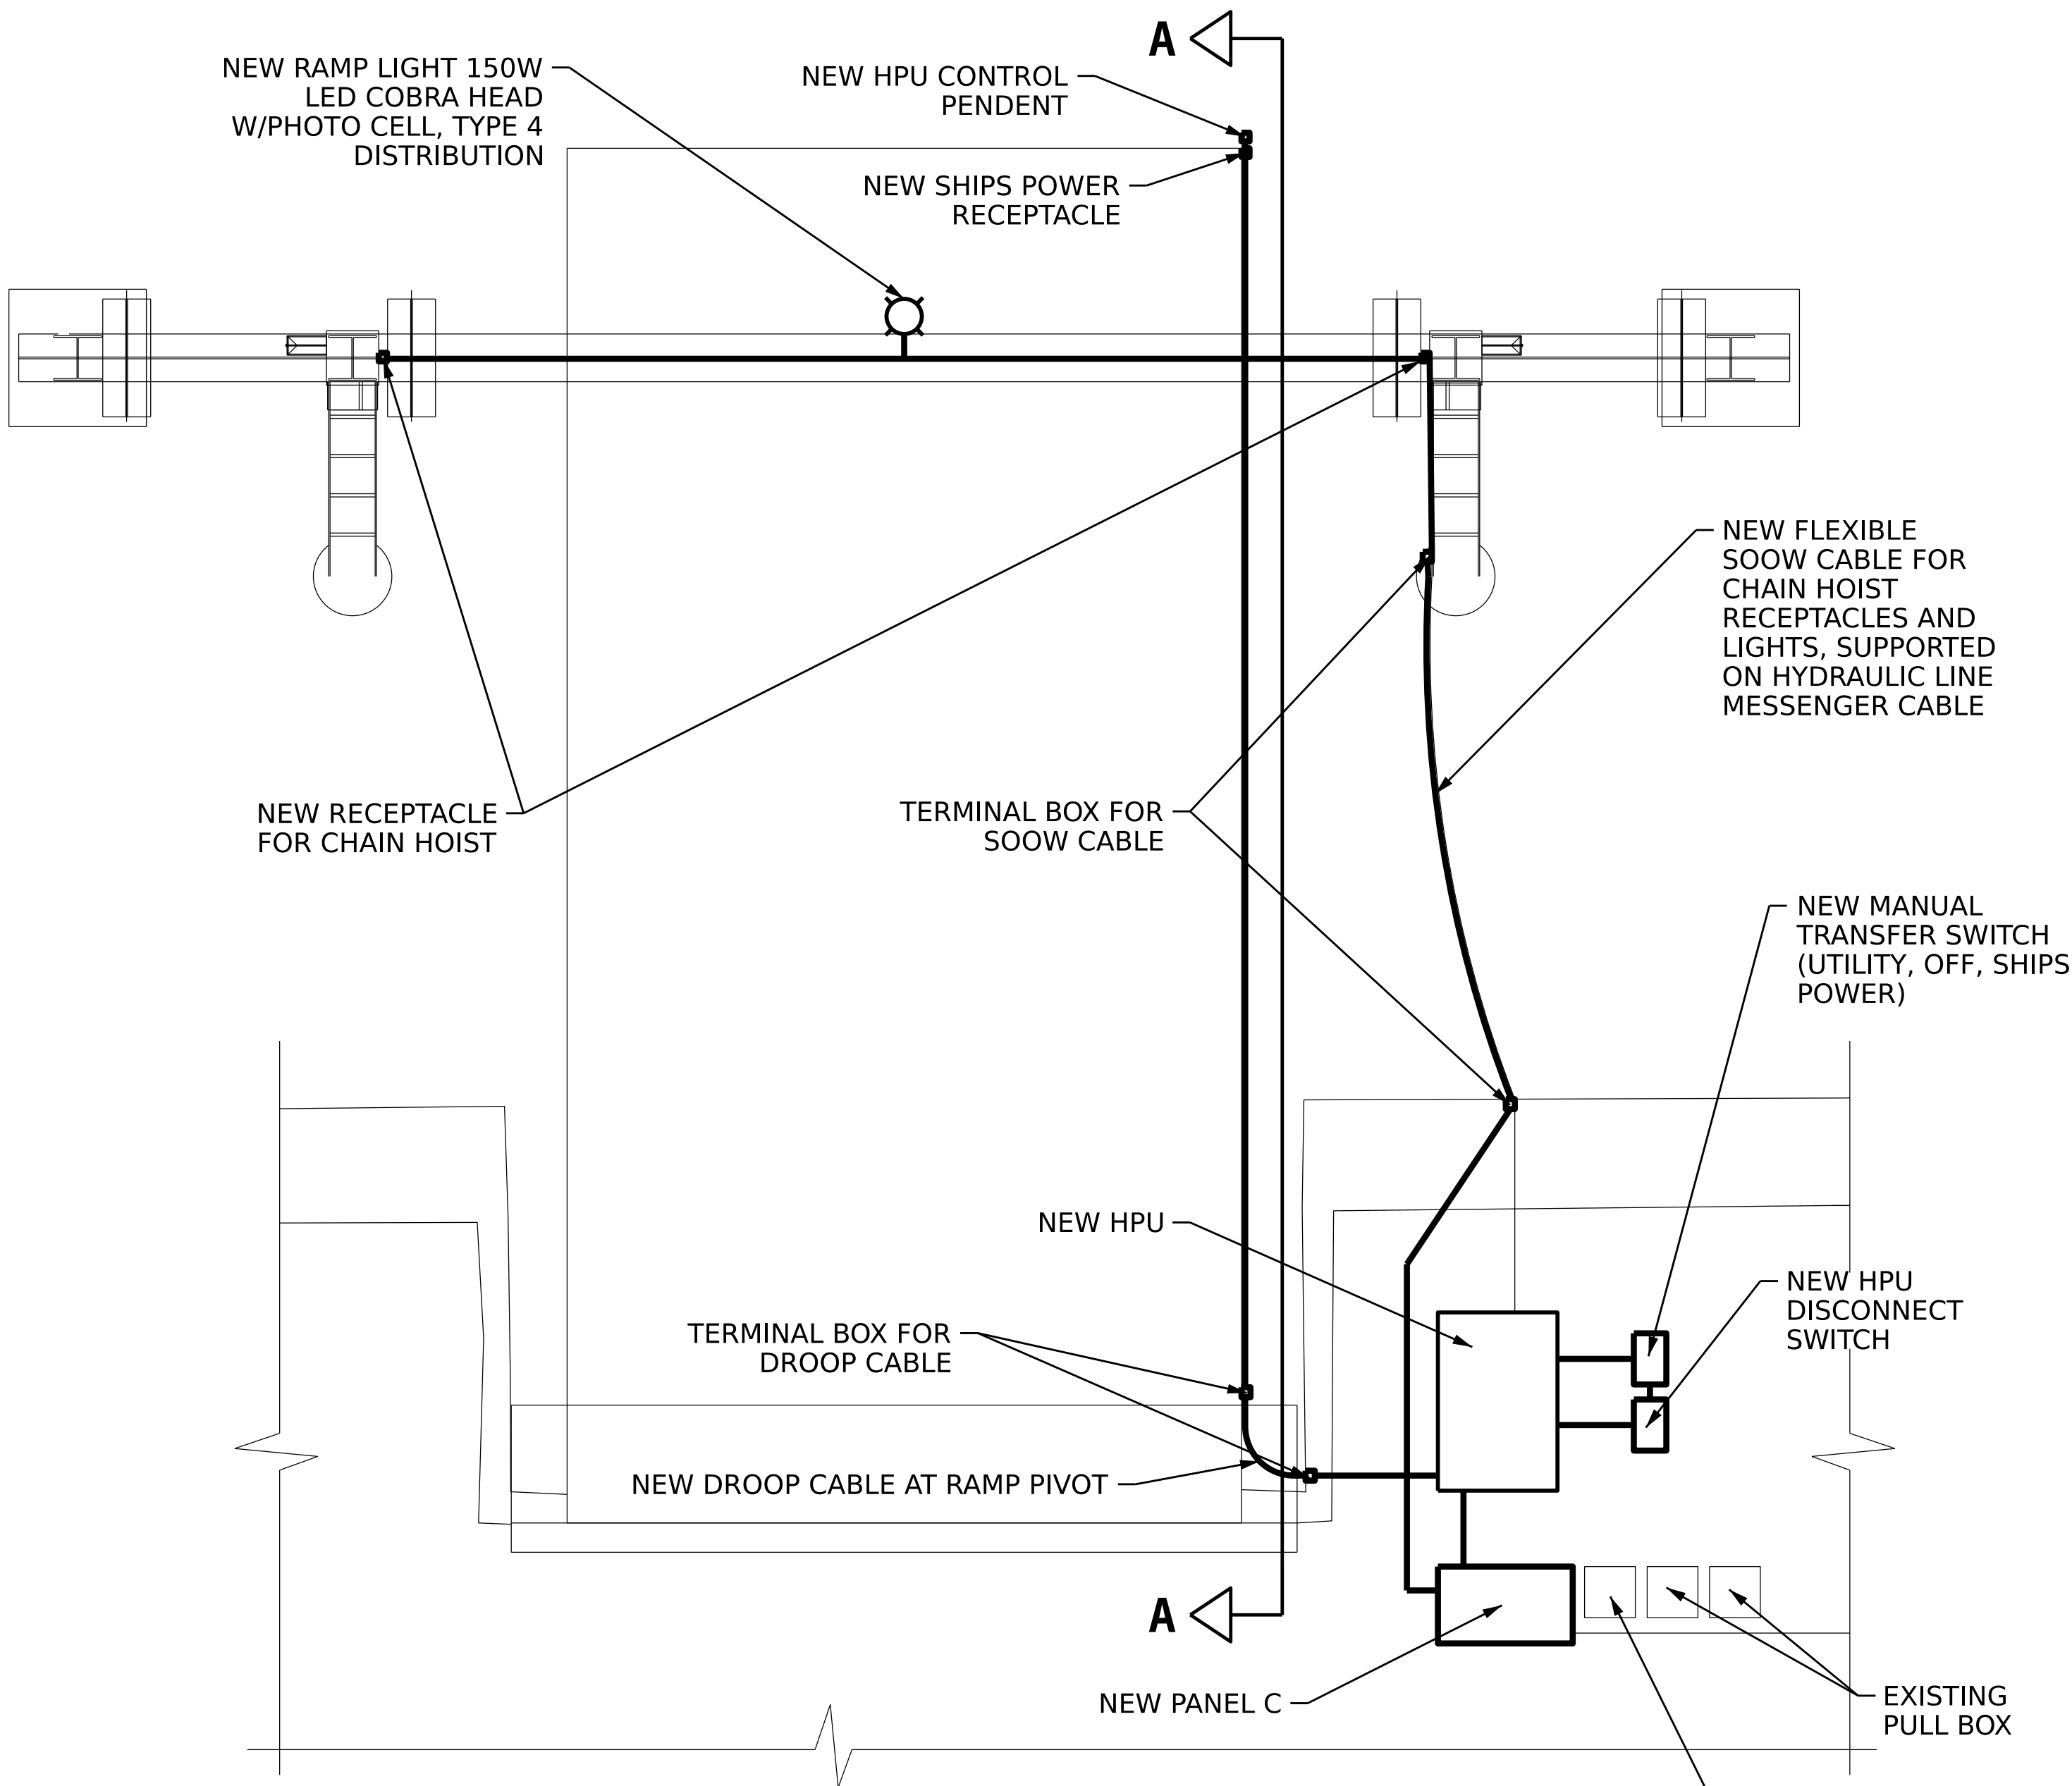 A
NEW RAMP LIGHT 150W
LED COBRA HEAD
W/PHOTO CELL, TYPE 4
DISTRIBUTION
NEW HPU CONTROL
PENDENT
NEW SHIPS POWER
RECEPTACLE
NEW FLEXIBLE
SOOW CABLE FOR
CHAIN HOIST
RECEPTACLES AND
LIGHTS, SUPPORTED
ON HYDRAULIC LINE
MESSENGER CABLE
NEW RECEPTACLE
FOR CHAIN HOIST
TERMINAL BOX FOR
SOOW CABLE
NEW MANUAL
TRANSFER SWITCH
(UTILITY, OFF, SHIPS
POWER)
NEW HPU
NEW HPU
DISCONNECT
SWITCH
TERMINAL BOX FOR
DROOP CABLE
NEW DROOP CABLE AT RAMP PIVOT
A
NEW PANEL C
EXISTING
PULL BOX